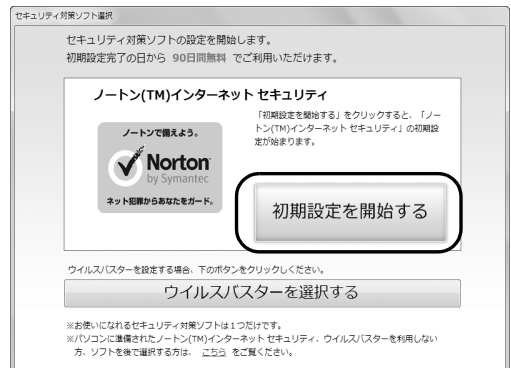 セキュリティ対策ソフト選択
セキュリティ対策ソフトの設定を開始します。
初期設定完了の日から 90日間無料 でご利用いただけます。
ノートン(TM)インターネット セキュリティ
「初期設定を開始する」をクリックすると、「ノー
トン(TM)インターネット セキュリティ」の初期設
定が始まります。
ノートンで備えよう。
Norton
by Symantec
ネット犯罪からあなたをガード。
初期設定を開始する
ウイルスバスターを設定する場合、下のボタンをクリックしください。
ウイルスバスターを選択する
※お使いになれるセキュリティ対策ソフトは１つだけです。
※パソコンに準備されたノートン(TM)インターネット セキュリティ、ウイルスバスターを利用しない
方、ソフトを後で選択する方は、 こちら をご覧ください。